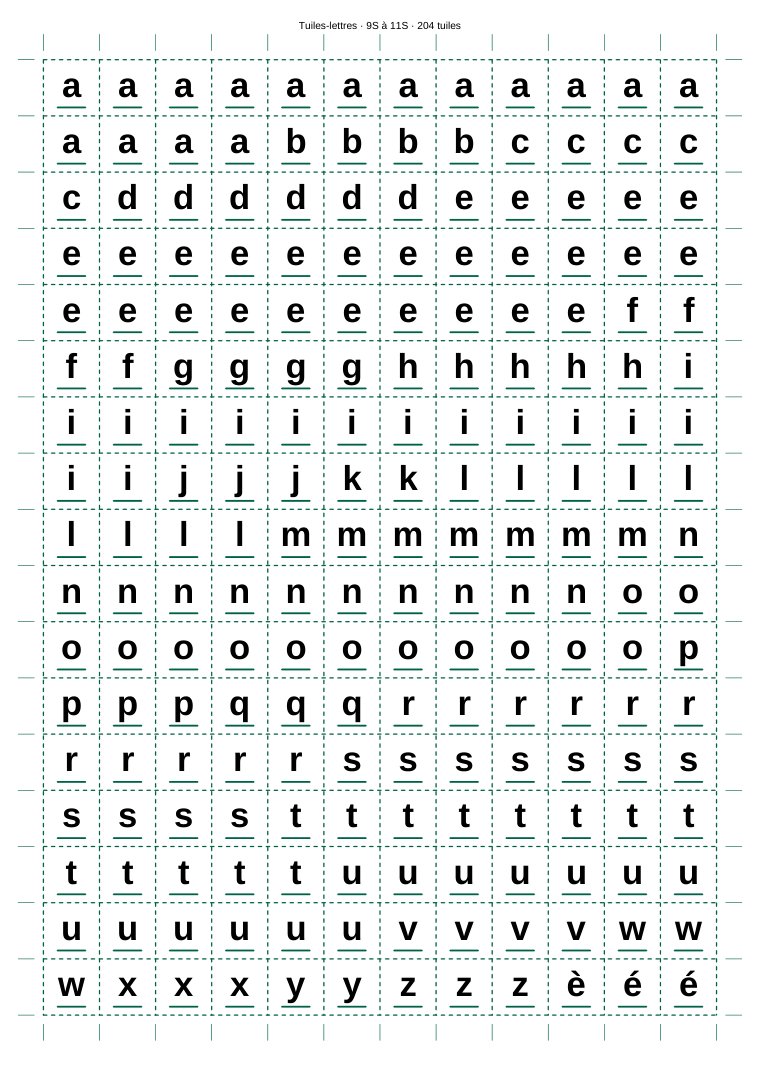 Tuiles-lettres · 9S à 11S · 204 tuiles
a a a a a a a a a a a a
a a a a b b b b c c c c
c d d d d d d e e e e e
e e e e e e e e e e e e
e e e e e e e e e e f f
f f g g g g h h h h h i
i i i i i i i i i i i i
i i j j j k k l l l l l
l l l l m m m m m m m n
n n n n n n n n n n o o
o o o o o o o o o o o p
p p p q q q r r r r r r
r r r r r s s s s s s s
s s s s t t t t t t t t
t t t t t u u u u u u u
u u u u u u v v v v w w
w x x x y y z z z è é é